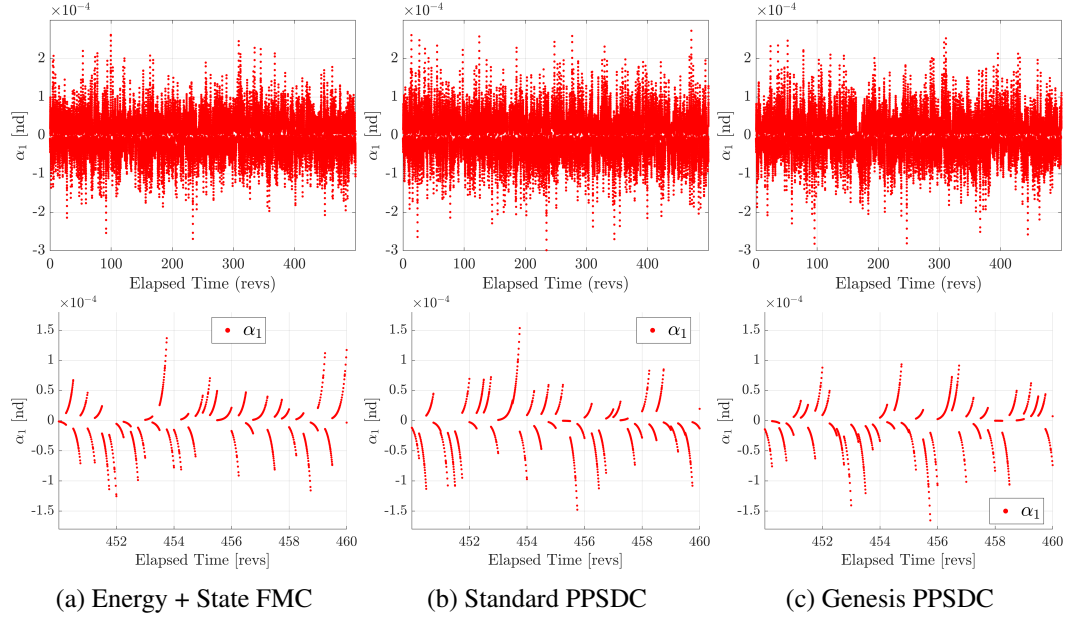 ×10⁻⁴
2
1
0
-1
-2
-3
α₁ [nd]
0 100 200 300 400
Elapsed Time (revs)
×10⁻⁴
2
1
0
-1
-2
-3
α₁ [nd]
0 100 200 300 400
Elapsed Time (revs)
×10⁻⁴
2
1
0
-1
-2
-3
α₁ [nd]
0 100 200 300 400
Elapsed Time (revs)
×10⁻⁴
1.5
1
0.5
0
-0.5
-1
-1.5
α₁ [nd]
α₁
452 454 456 458 460
Elapsed Time [revs]
×10⁻⁴
1.5
1
0.5
0
-0.5
-1
-1.5
α₁ [nd]
α₁
452 454 456 458 460
Elapsed Time [revs]
×10⁻⁴
1.5
1
0.5
0
-0.5
-1
-1.5
α₁ [nd]
α₁
452 454 456 458 460
Elapsed Time [revs]
(a) Energy + State FMC
(b) Standard PPSDC
(c) Genesis PPSDC